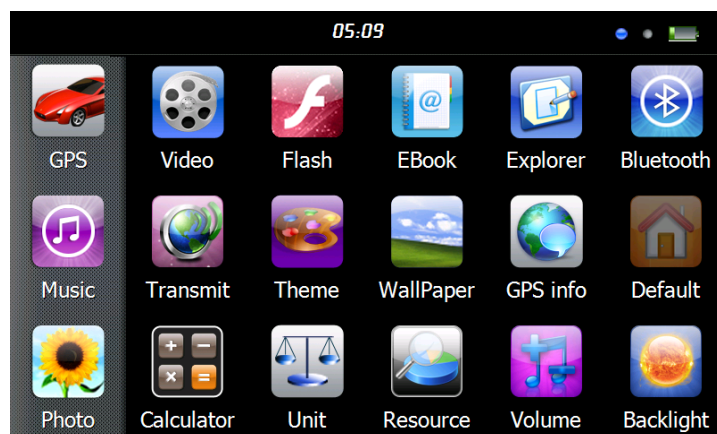 05:09
GPS Video Flash EBook Explorer Bluetooth
Music Transmit Theme WallPaper GPS info Default
Photo Calculator Unit Resource Volume Backlight